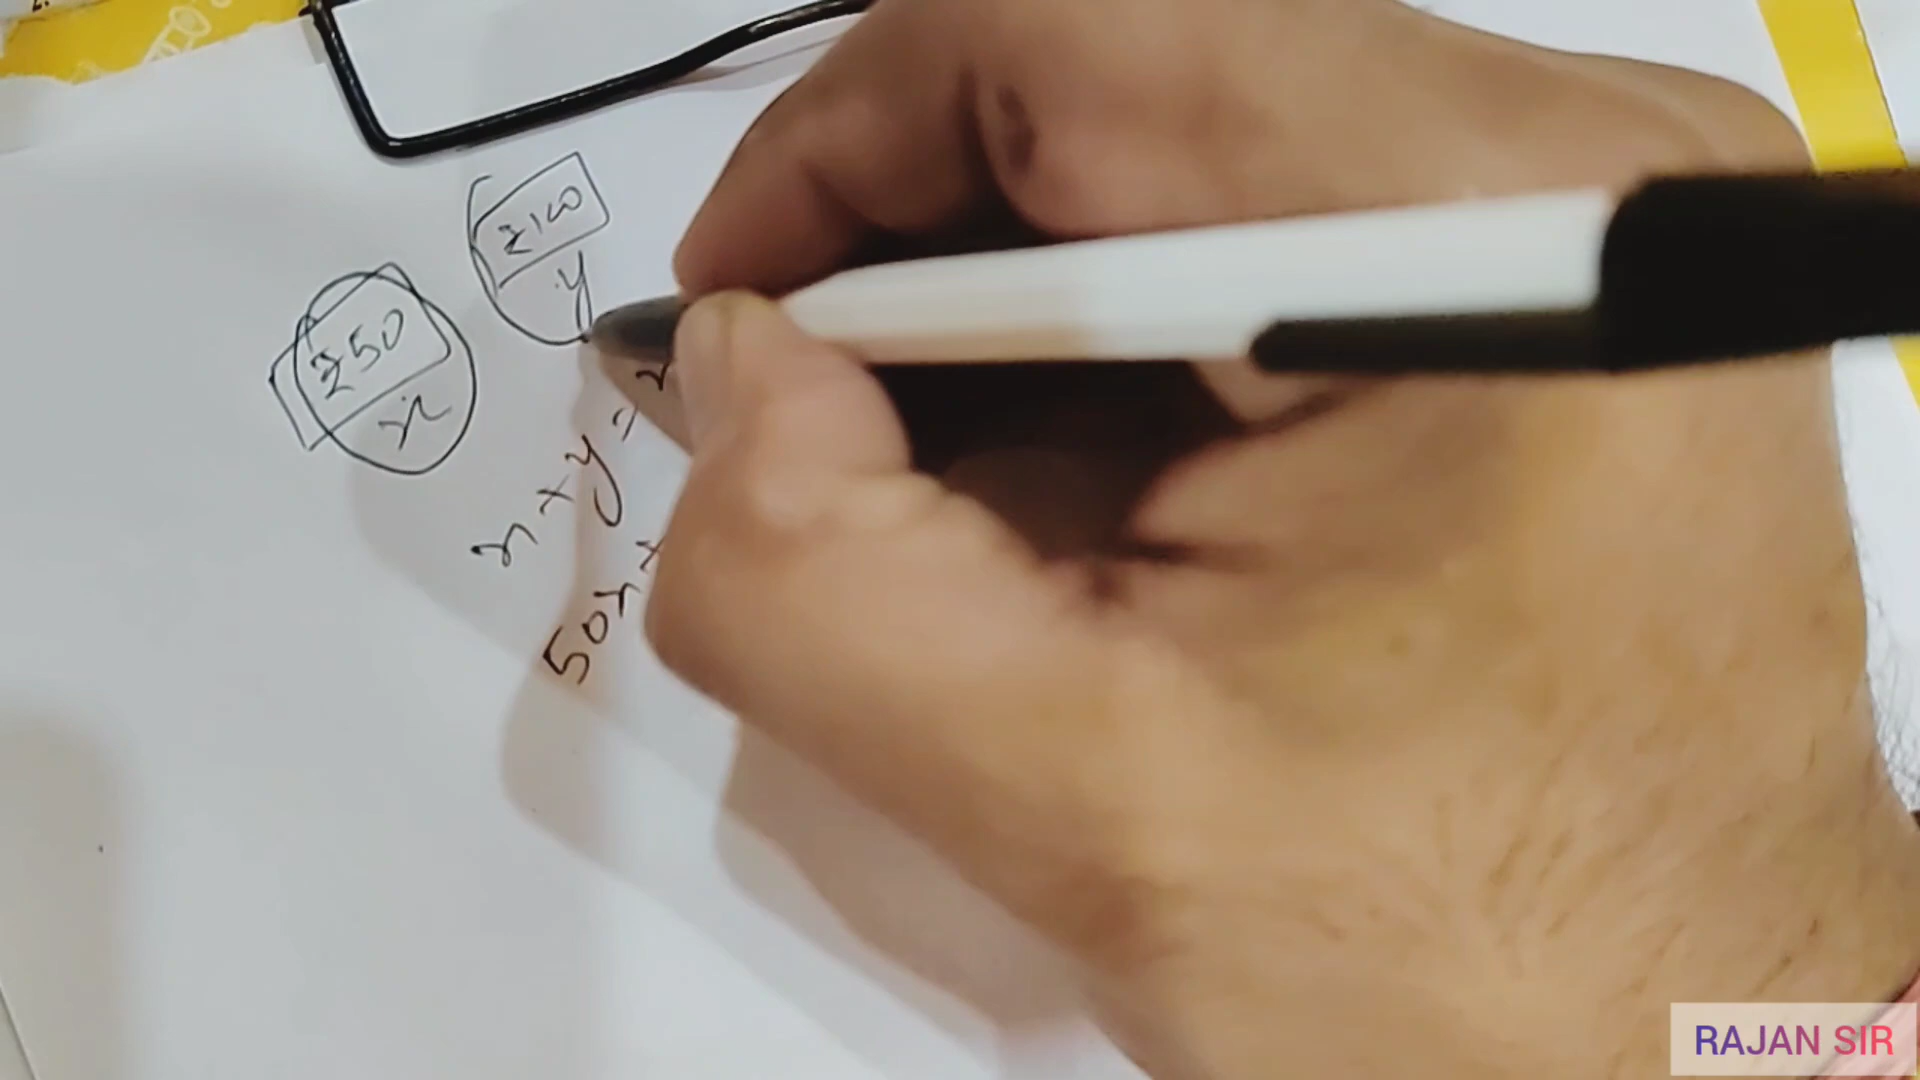 ₹100
y
₹50
x
x+y=
50x+
RAJAN SIR